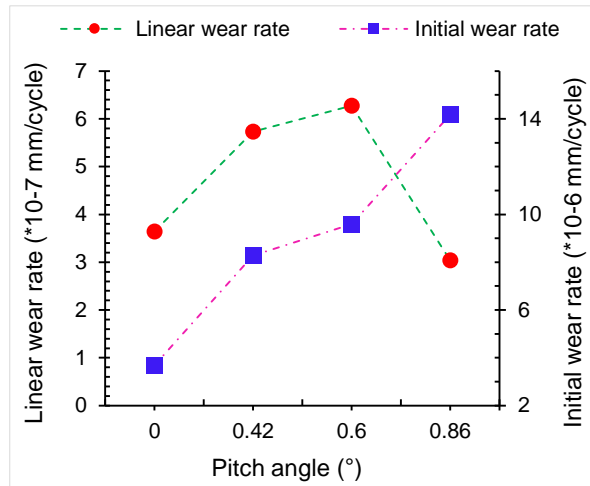 Linear wear rate Initial wear rate
Linear wear rate (*10-7 mm/cycle)
7
6
5
4
3
2
1
0
14
10
6
2
Initial wear rate (*10-6 mm/cycle)
0 0.42 0.6 0.86
Pitch angle (°)